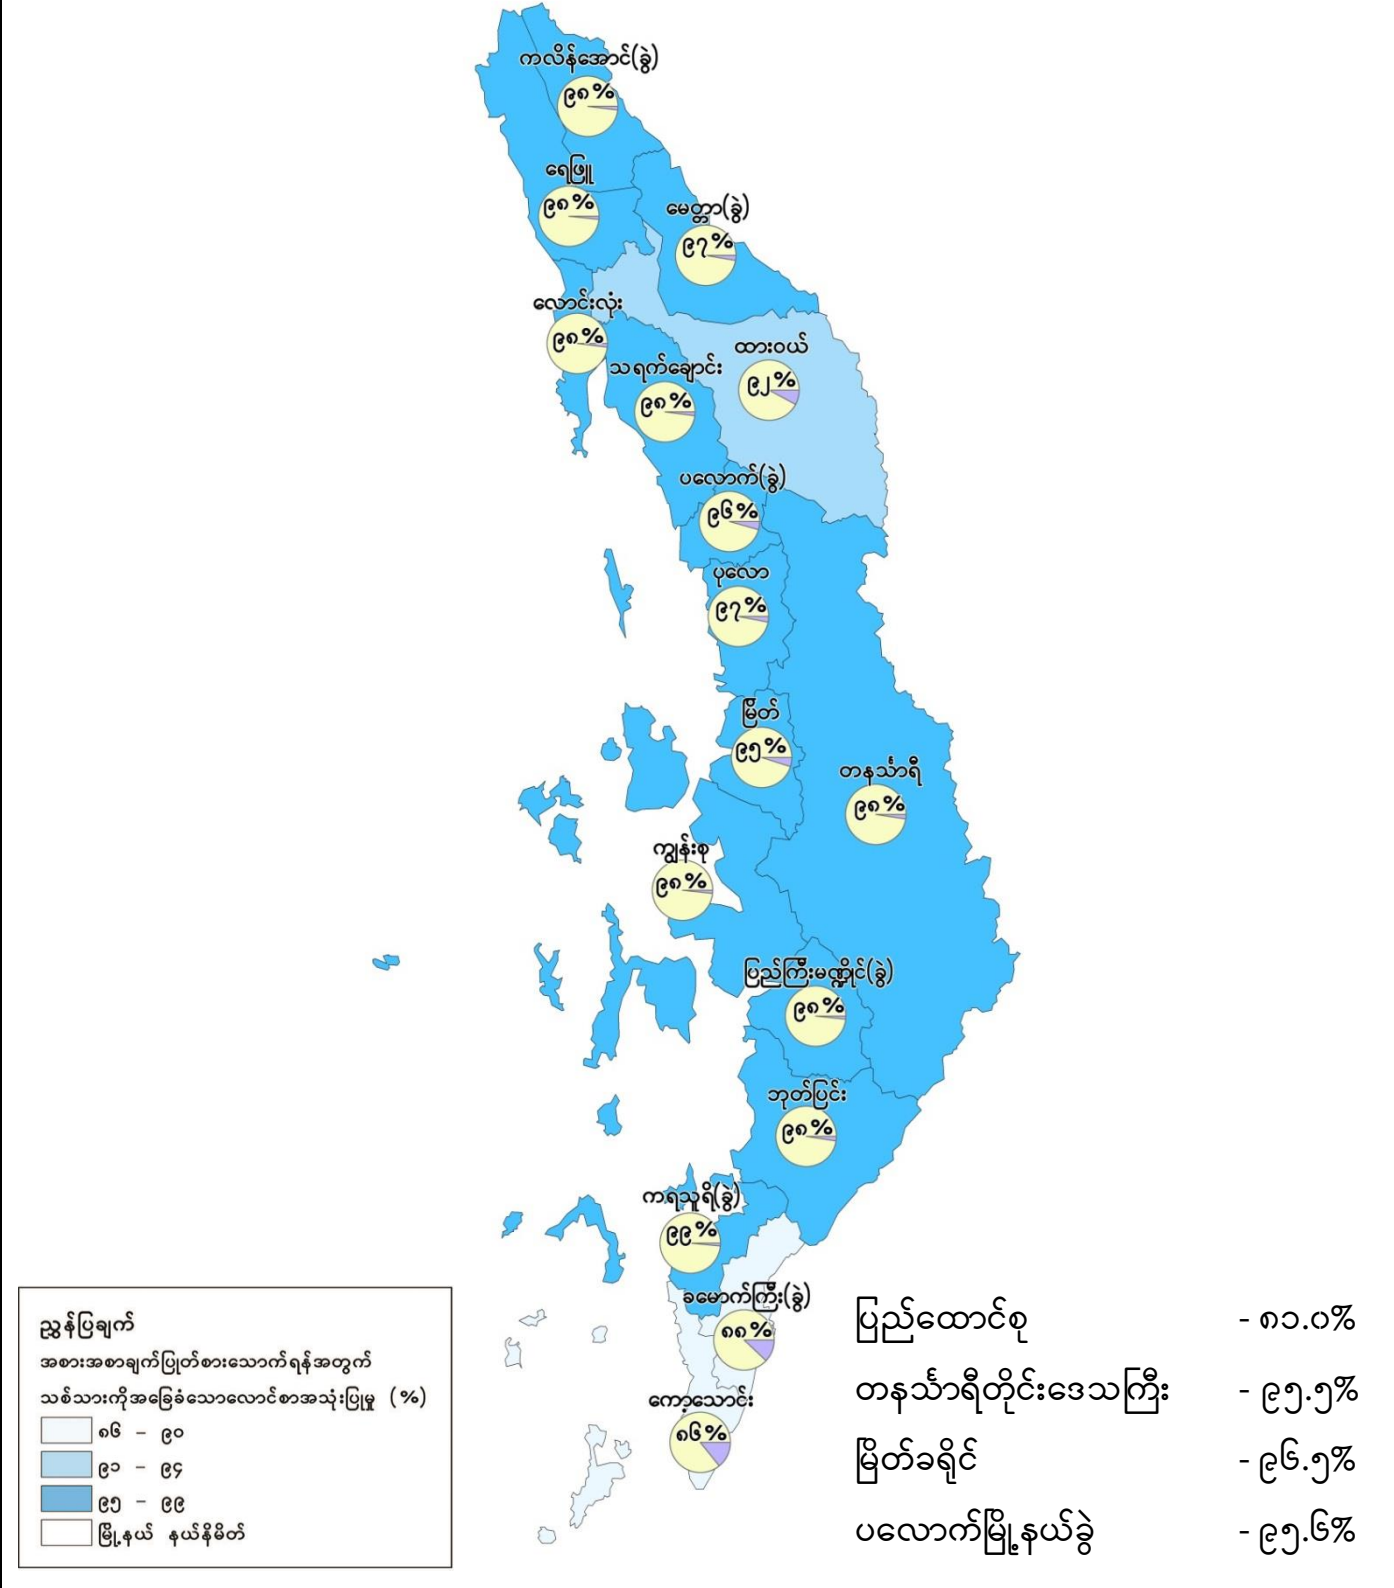 ကလိန်အောင်(ခွဲ)
၉၈%
ရေဖြူ
၉၈%
မေတ္တာ(ခွဲ)
၉၇%
လောင်းလုံး
၉၈%
ထားဝယ်
၉၂%
သရက်ချောင်း
၉၈%
ပလောက်(ခွဲ)
၉၆%
ပုလော
၉၇%
မြိတ်
၉၅%
တနင်္သာရီ
၉၈%
ကျွန်းစု
၉၈%
ပြည်ကြီးမဏ္ဍိုင်(ခွဲ)
၉၈%
ဘုတ်ပြင်း
၉၈%
ကရသူရိ(ခွဲ)
၉၉%
ခမောက်ကြီး(ခွဲ)
၈၈%
ကော့သောင်း
၈၆%
ညွှန်ပြချက်
အစားအစာချက်ပြုတ်စားသောက်ရန်အတွက်
သစ်သားကိုအခြေခံသောလောင်စာအသုံးပြုမှု (%)
၈၆ – ၉၀
၉၁ – ၉၄
၉၅ – ၉၉
မြို့နယ် နယ်နိမိတ်
ပြည်ထောင်စု - ၈၁.၀%
တနင်္သာရီတိုင်းဒေသကြီး - ၉၅.၅%
မြိတ်ခရိုင် - ၉၆.၅%
ပလောက်မြို့နယ်ခွဲ - ၉၅.၆%